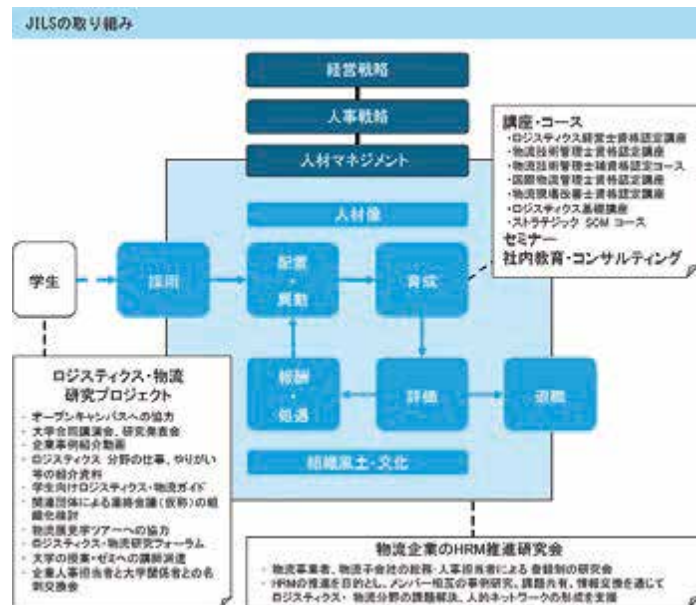 JILSの取り組み
経営戦略
人事戦略
人材マネジメント
人材像
学生
採用
配置
・
異動
育成
報酬
・
処遇
評価
退職
組織風土・文化
講座・コース
・ロジスティクス経営士資格認定講座
・物流技術管理士資格認定講座
・物流技術管理士補資格認定コース
・国際物流管理士資格認定講座
・物流現場改善士資格認定講座
・ロジスティクス基礎講座
・ストラテジック SCM コース
セミナー
社内教育・コンサルティング
ロジスティクス・物流
研究プロジェクト
・ オープンキャンパスへの協力
・ 大学合同講演会、研究発表会
・ 企業事例紹介動画
・ ロジスティクス 分野の仕事、やりがい
等の紹介資料
・ 学生向けロジスティクス・物流ガイド
・ 関連団体による連絡会議(仮称)の組
織化検討
・ 物流展見学ツアーへの協力
・ ロジスティクス・物流研究フォーラム
・ 大学の授業・ゼミへの講師派遣
・ 企業人事担当者と大学関係者との名
刺交換会
物流企業のHRM推進研究会
・ 物流事業者、物流子会社の総務・人事担当者による 登録制の研究会
・ HRMの推進を目的とし、メンバー相互の事例研究、課題共有、情報交換を通じて
ロジスティクス・ 物流分野の課題解決、人的ネットワークの形成を支援